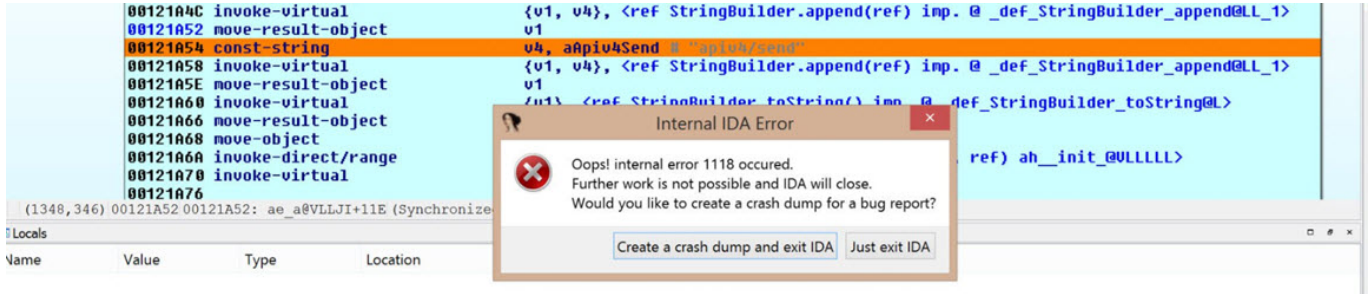 00121A4C invoke-virtual {v1, v4}, <ref StringBuilder.append(ref) imp. @ _def_StringBuilder_append@LL_1>
00121A52 move-result-object v1
00121A54 const-string v4, aApiv4Send # "apiv4/send"
00121A58 invoke-virtual {v1, v4}, <ref StringBuilder.append(ref) imp. @ _def_StringBuilder_append@LL_1>
00121A5E move-result-object v1
00121A60 invoke-virtual {v1}, <ref StringBuilder.toString() imp. @ _def_StringBuilder_toString@L>
00121A66 move-result-object
00121A68 move-object
00121A6A invoke-direct/range ref) ah__init_@VLLLLL>
00121A70 invoke-virtual
00121A76
(1348,346) 00121A52 00121A52: ae_a@VLLJI+11E (Synchronize
Locals
Name Value Type Location
Internal IDA Error
Oops! internal error 1118 occured.
Further work is not possible and IDA will close.
Would you like to create a crash dump for a bug report?
Create a crash dump and exit IDA Just exit IDA